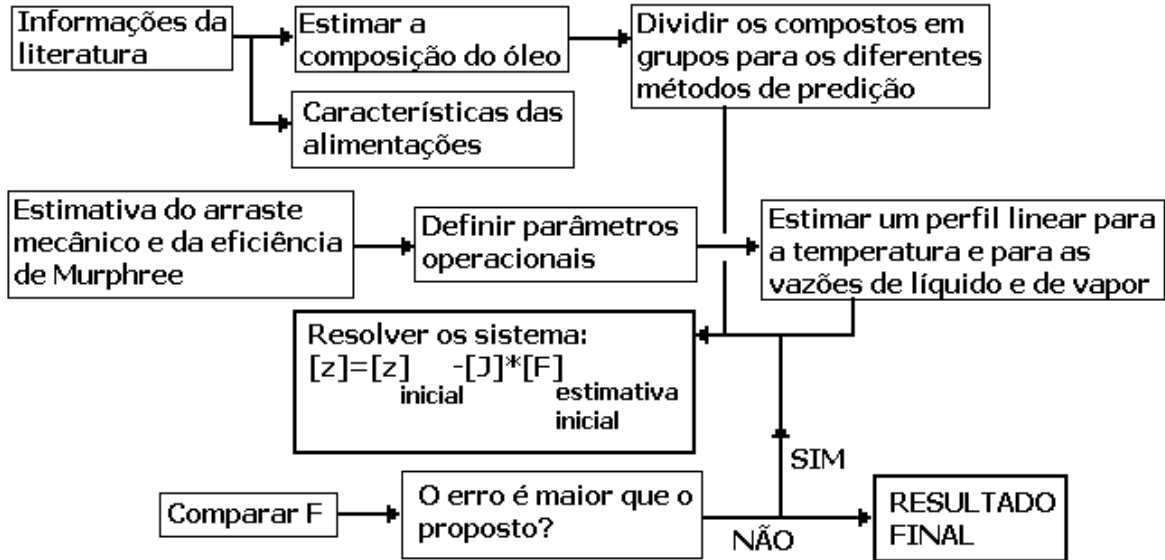 Informações da
literatura
Estimar a
composição do óleo
Dividir os compostos em
grupos para os diferentes
métodos de predição
Características das
alimentações
Estimativa do arraste
mecânico e da eficiência
de Murphree
Definir parâmetros
operacionais
Estimar um perfil linear para
a temperatura e para as
vazões de líquido e de vapor
Resolver os sistema:
[z]=[z] -[J]*[F]
inicial estimativa
inicial
SIM
Comparar F
O erro é maior que o
proposto?
NÃO
RESULTADO
FINAL